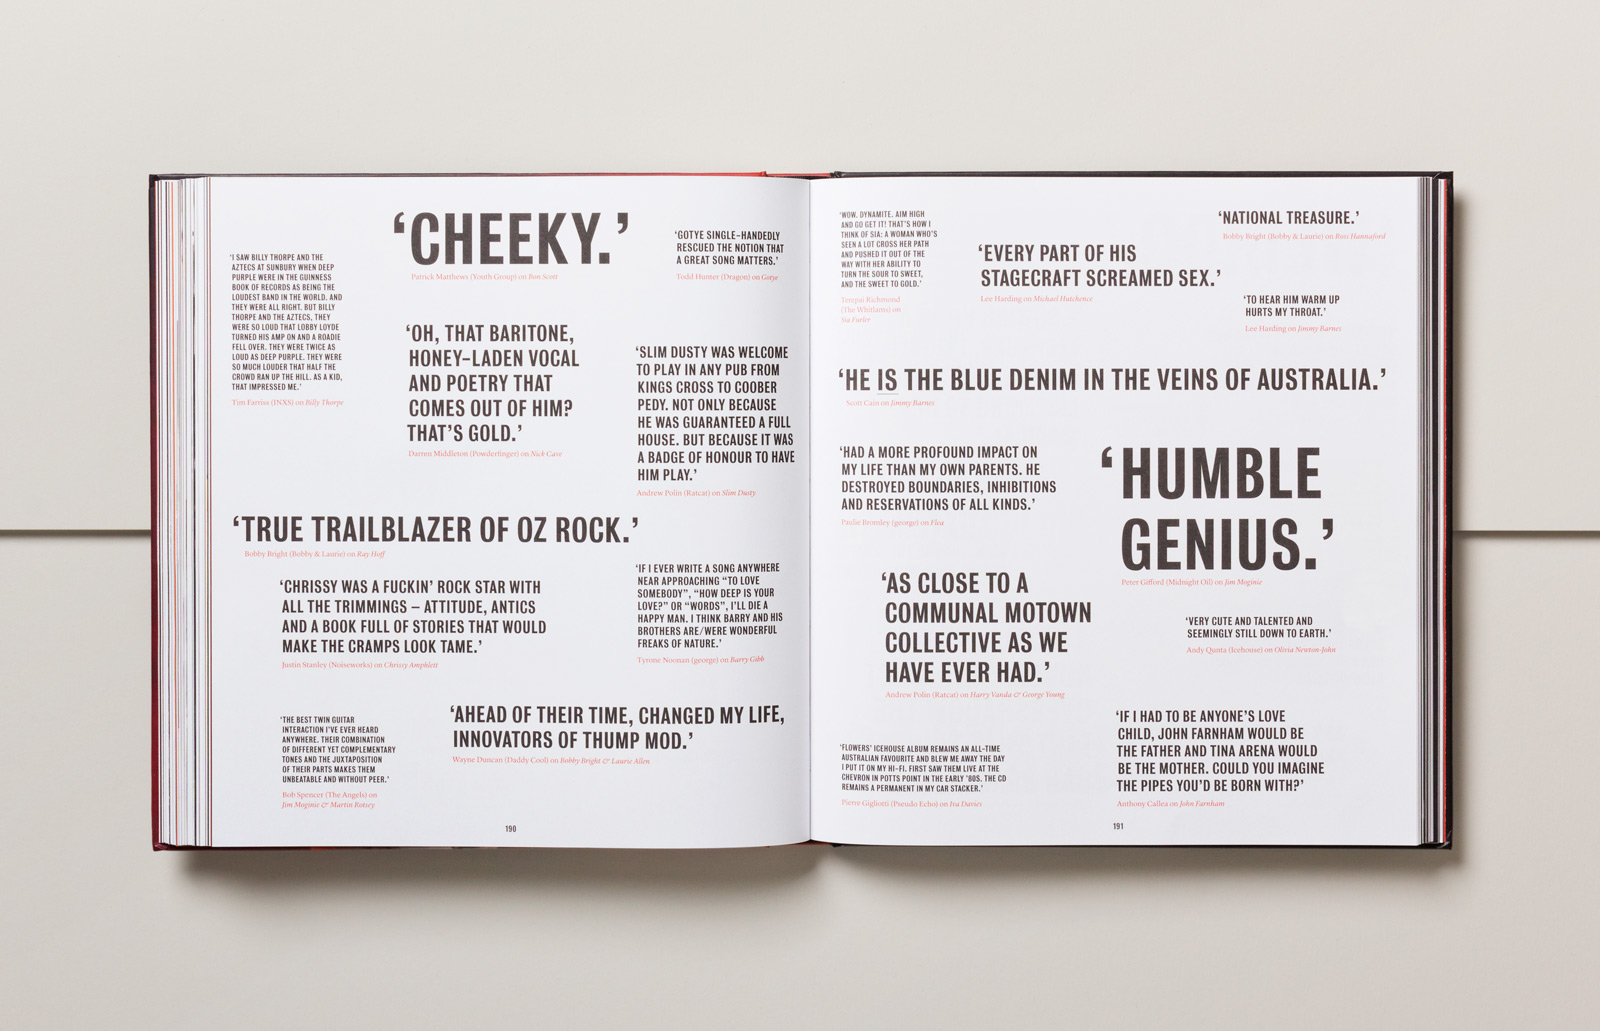 ‘I SAW BILLY THORPE AND THE
AZTECS AT SUNBURY WHEN DEEP
PURPLE WERE IN THE GUINNESS
BOOK OF RECORDS AS BEING THE
LOUDEST BAND IN THE WORLD. AND
THEY WERE ALL RIGHT. BUT BILLY
THORPE AND THE AZTECS, THEY
WERE SO LOUD THAT LOBBY LOYDE
TURNED HIS AMP ON AND A ROADIE
FELL OVER. THEY WERE TWICE AS
LOUD AS DEEP PURPLE. THEY WERE
SO MUCH LOUDER THAT HALF THE
CROWD RAN UP THE HILL. AS A KID,
THAT IMPRESSED ME.’
Tim Farriss (INXS) on Billy Thorpe
‘CHEEKY.’
Patrick Matthews (Youth Group) on Bon Scott
‘GOTYE SINGLE-HANDEDLY
RESCUED THE NOTION THAT
A GREAT SONG MATTERS.’
Todd Hunter (Dragon) on Gotye
‘OH, THAT BARITONE,
HONEY-LADEN VOCAL
AND POETRY THAT
COMES OUT OF HIM?
THAT’S GOLD.’
Darren Middleton (Powderfinger) on Nick Cave
‘SLIM DUSTY WAS WELCOME
TO PLAY IN ANY PUB FROM
KINGS CROSS TO COOBER
PEDY. NOT ONLY BECAUSE
HE WAS GUARANTEED A FULL
HOUSE. BUT BECAUSE IT WAS
A BADGE OF HONOUR TO HAVE
HIM PLAY.’
Andrew Polin (Ratcat) on Slim Dusty
‘TRUE TRAILBLAZER OF OZ ROCK.’
Bobby Bright (Bobby & Laurie) on Ray Hoff
‘CHRISSY WAS A FUCKIN’ ROCK STAR WITH
ALL THE TRIMMINGS – ATTITUDE, ANTICS
AND A BOOK FULL OF STORIES THAT WOULD
MAKE THE CRAMPS LOOK TAME.’
Justin Stanley (Noiseworks) on Chrissy Amphlett
‘IF I EVER WRITE A SONG ANYWHERE
NEAR APPROACHING “TO LOVE
SOMEBODY”, “HOW DEEP IS YOUR
LOVE?” OR “WORDS”, I’LL DIE A
HAPPY MAN. I THINK BARRY AND HIS
BROTHERS ARE/WERE WONDERFUL
FREAKS OF NATURE.’
Tyrone Noonan (george) on Barry Gibb
‘THE BEST TWIN GUITAR
INTERACTION I’VE EVER HEARD
ANYWHERE. THEIR COMBINATION
OF DIFFERENT YET COMPLEMENTARY
TONES AND THE JUXTAPOSITION
OF THEIR PARTS MAKES THEM
UNBEATABLE AND WITHOUT PEER.’
Bob Spencer (The Angels) on
Jim Moginie & Martin Rotsey
‘AHEAD OF THEIR TIME, CHANGED MY LIFE,
INNOVATORS OF THUMP MOD.’
Wayne Duncan (Daddy Cool) on Bobby Bright & Laurie Allen
190
‘WOW. DYNAMITE. AIM HIGH
AND GO GET IT! THAT’S HOW I
THINK OF SIA: A WOMAN WHO’S
SEEN A LOT CROSS HER PATH
AND PUSHED IT OUT OF THE
WAY WITH HER ABILITY TO
TURN THE SOUR TO SWEET,
AND THE SWEET TO GOLD.’
Terepai Richmond
(The Whitlams) on
Sia Furler
‘EVERY PART OF HIS
STAGECRAFT SCREAMED SEX.’
Lee Harding on Michael Hutchence
‘NATIONAL TREASURE.’
Bobby Bright (Bobby & Laurie) on Ross Hannaford
‘TO HEAR HIM WARM UP
HURTS MY THROAT.’
Lee Harding on Jimmy Barnes
‘HE IS THE BLUE DENIM IN THE VEINS OF AUSTRALIA.’
Scott Cain on Jimmy Barnes
‘HAD A MORE PROFOUND IMPACT ON
MY LIFE THAN MY OWN PARENTS. HE
DESTROYED BOUNDARIES, INHIBITIONS
AND RESERVATIONS OF ALL KINDS.’
Paulie Bromley (george) on Flea
‘HUMBLE
GENIUS.’
Peter Gifford (Midnight Oil) on Jim Moginie
‘AS CLOSE TO A
COMMUNAL MOTOWN
COLLECTIVE AS WE
HAVE EVER HAD.’
Andrew Polin (Ratcat) on Harry Vanda & George Young
‘VERY CUTE AND TALENTED AND
SEEMINGLY STILL DOWN TO EARTH.’
Andy Qunta (Icehouse) on Olivia Newton-John
‘FLOWERS’ ICEHOUSE ALBUM REMAINS AN ALL-TIME
AUSTRALIAN FAVOURITE AND BLEW ME AWAY THE DAY
I PUT IT ON MY HI-FI. FIRST SAW THEM LIVE AT THE
CHEVRON IN POTTS POINT IN THE EARLY ’80S. THE CD
REMAINS A PERMANENT IN MY CAR STACKER.’
Pierre Gigliotti (Pseudo Echo) on Iva Davies
‘IF I HAD TO BE ANYONE’S LOVE
CHILD, JOHN FARNHAM WOULD BE
THE FATHER AND TINA ARENA WOULD
BE THE MOTHER. COULD YOU IMAGINE
THE PIPES YOU’D BE BORN WITH?’
Anthony Callea on John Farnham
191